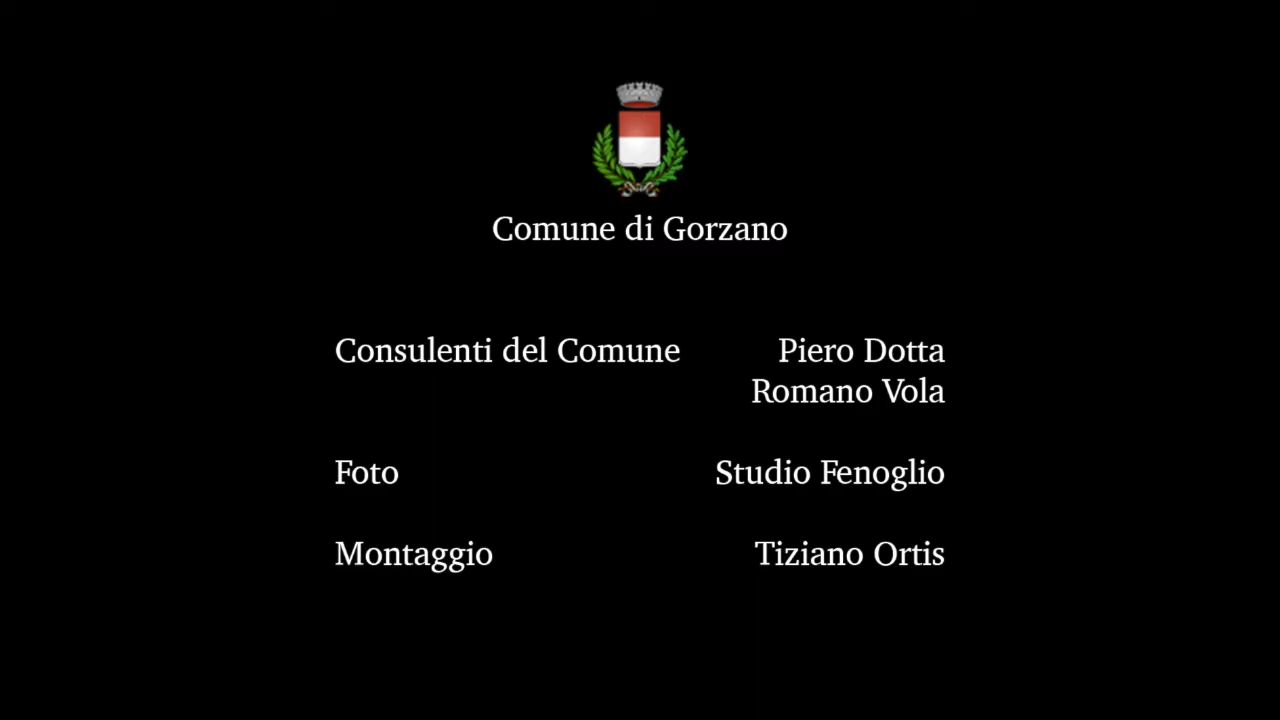 Comune di Gorzano
Consulenti del Comune Piero Dotta
Romano Vola
Foto Studio Fenoglio
Montaggio Tiziano Ortis